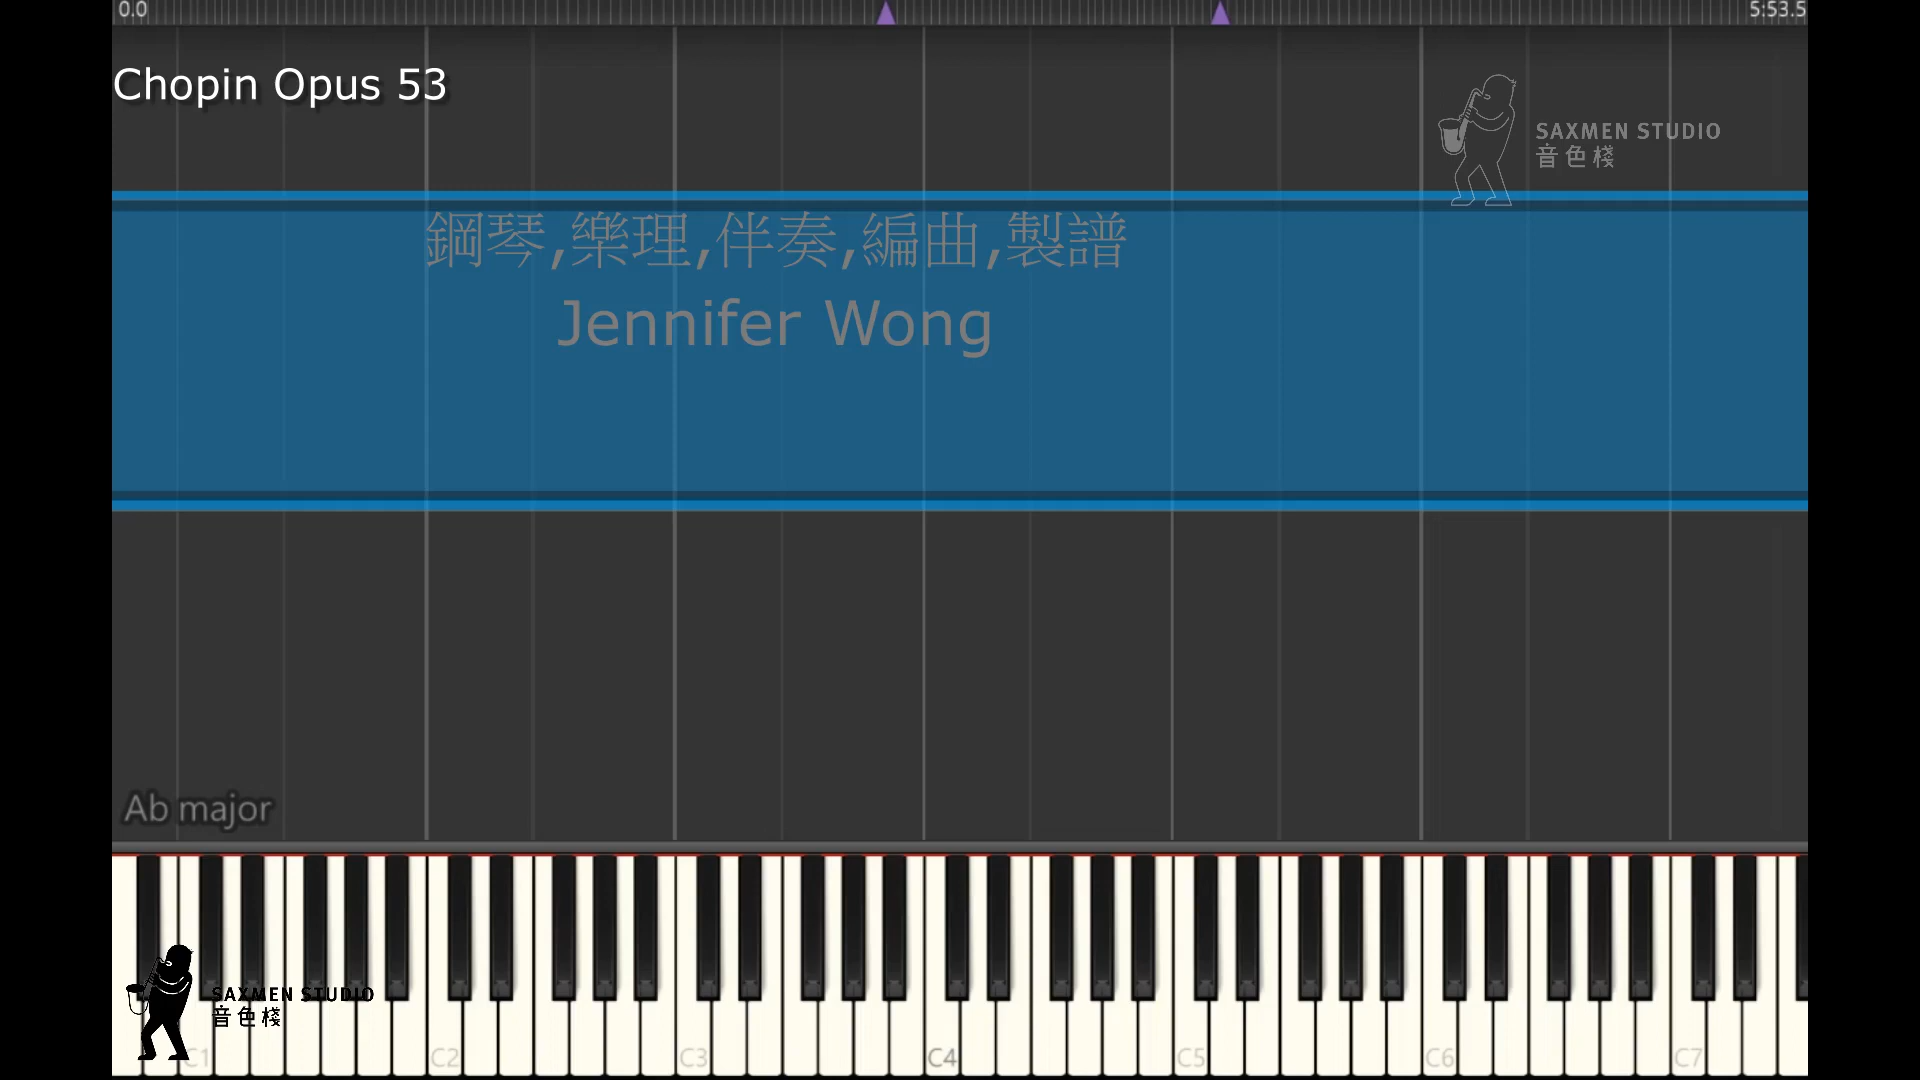 0.0
5:53.5
Chopin Opus 53
SAXMEN STUDIO
音色棧
鋼琴,樂理,伴奏,編曲,製譜
Jennifer Wong
Ab major
SAXMEN STUDIO
音色棧
C1
C2
C3
C4
C5
C6
C7